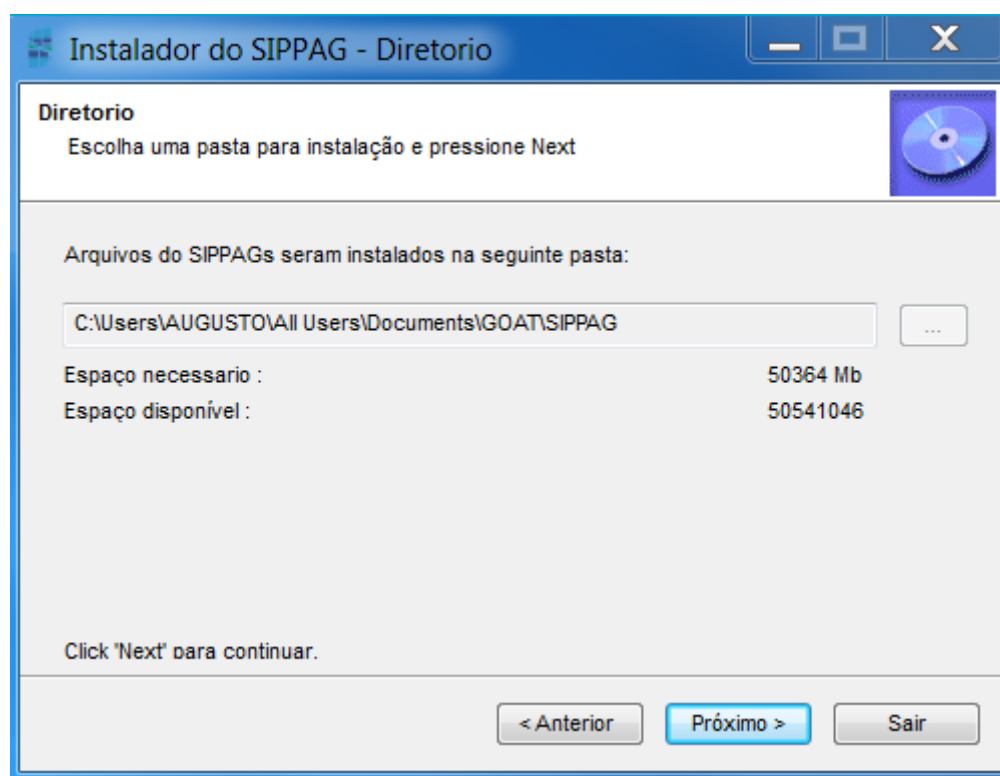 Instalador do SIPPAG - Diretorio
Diretorio
Escolha uma pasta para instalação e pressione Next
Arquivos do SIPPAGs seram instalados na seguinte pasta:
C:\Users\AUGUSTO\All Users\Documents\GOAT\SIPPAG
...
Espaço necessario : 50364 Mb
Espaço disponível : 50541046
Click 'Next' para continuar.
< Anterior Próximo > Sair